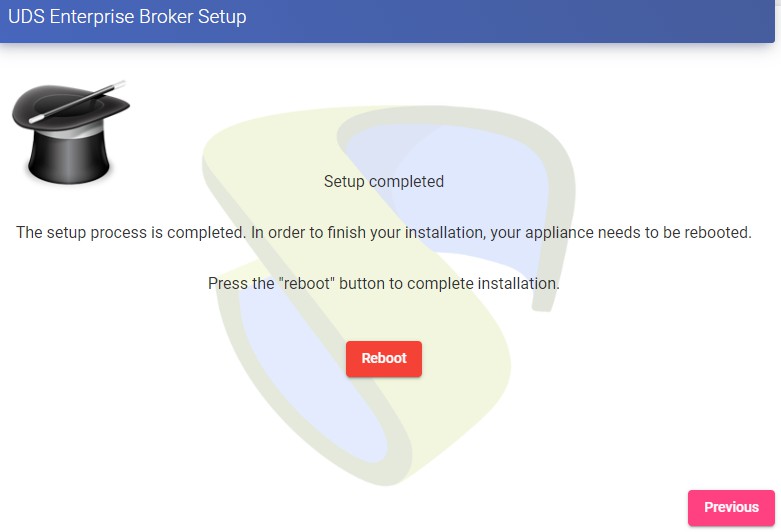 UDS Enterprise Broker Setup
Setup completed
The setup process is completed. In order to finish your installation, your appliance needs to be rebooted.
Press the "reboot" button to complete installation.
Reboot
Previous